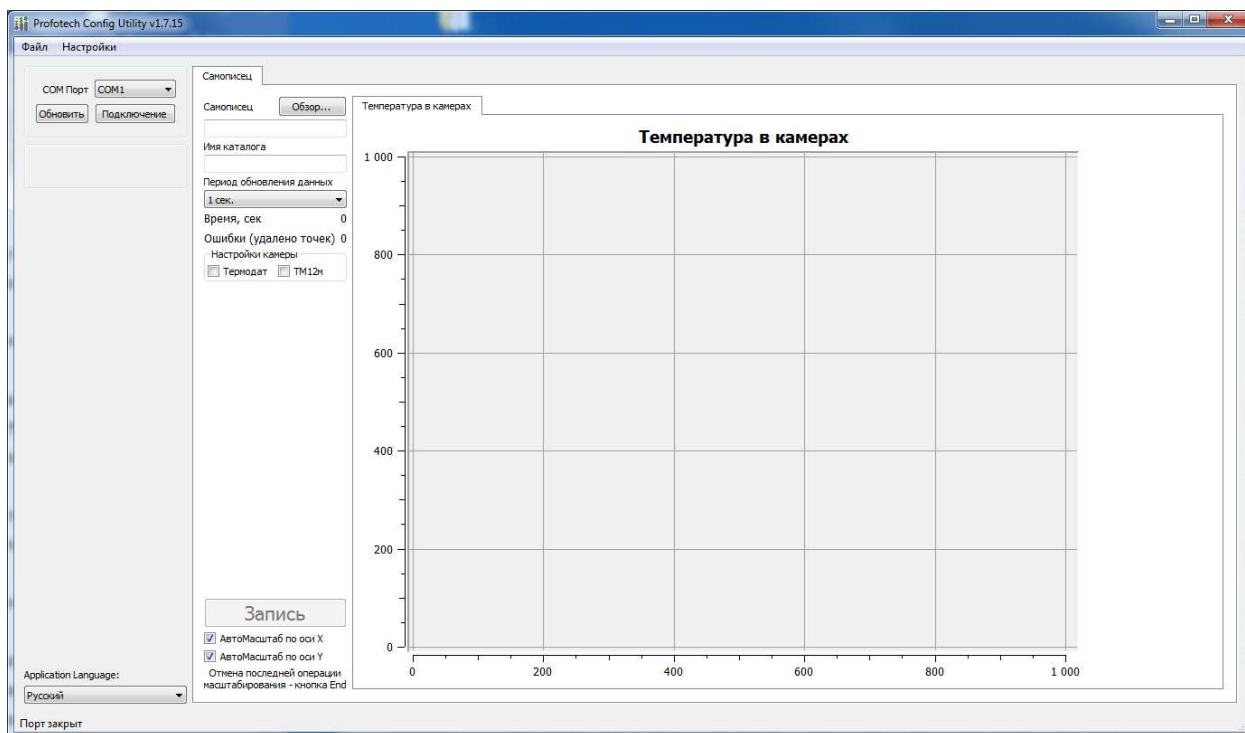 Profotech Config Utility v1.7.15
Файл Настройки
COM Порт COM1
Обновить Подключение
Самописец
Самописец Обзор...
Имя каталога
Период обновления данных
1 сек.
Время, сек 0
Ошибки (удалено точек) 0
Настройки камеры
Термодат ТМ12м
Запись
АвтоМасштаб по оси X
АвтоМасштаб по оси Y
Отмена последней операции
масштабирования - кнопка End
Температура в камерах
Температура в камерах
1 000
800
600
400
200
0
0 200 400 600 800 1 000
Application Language:
Русский
Порт закрыт